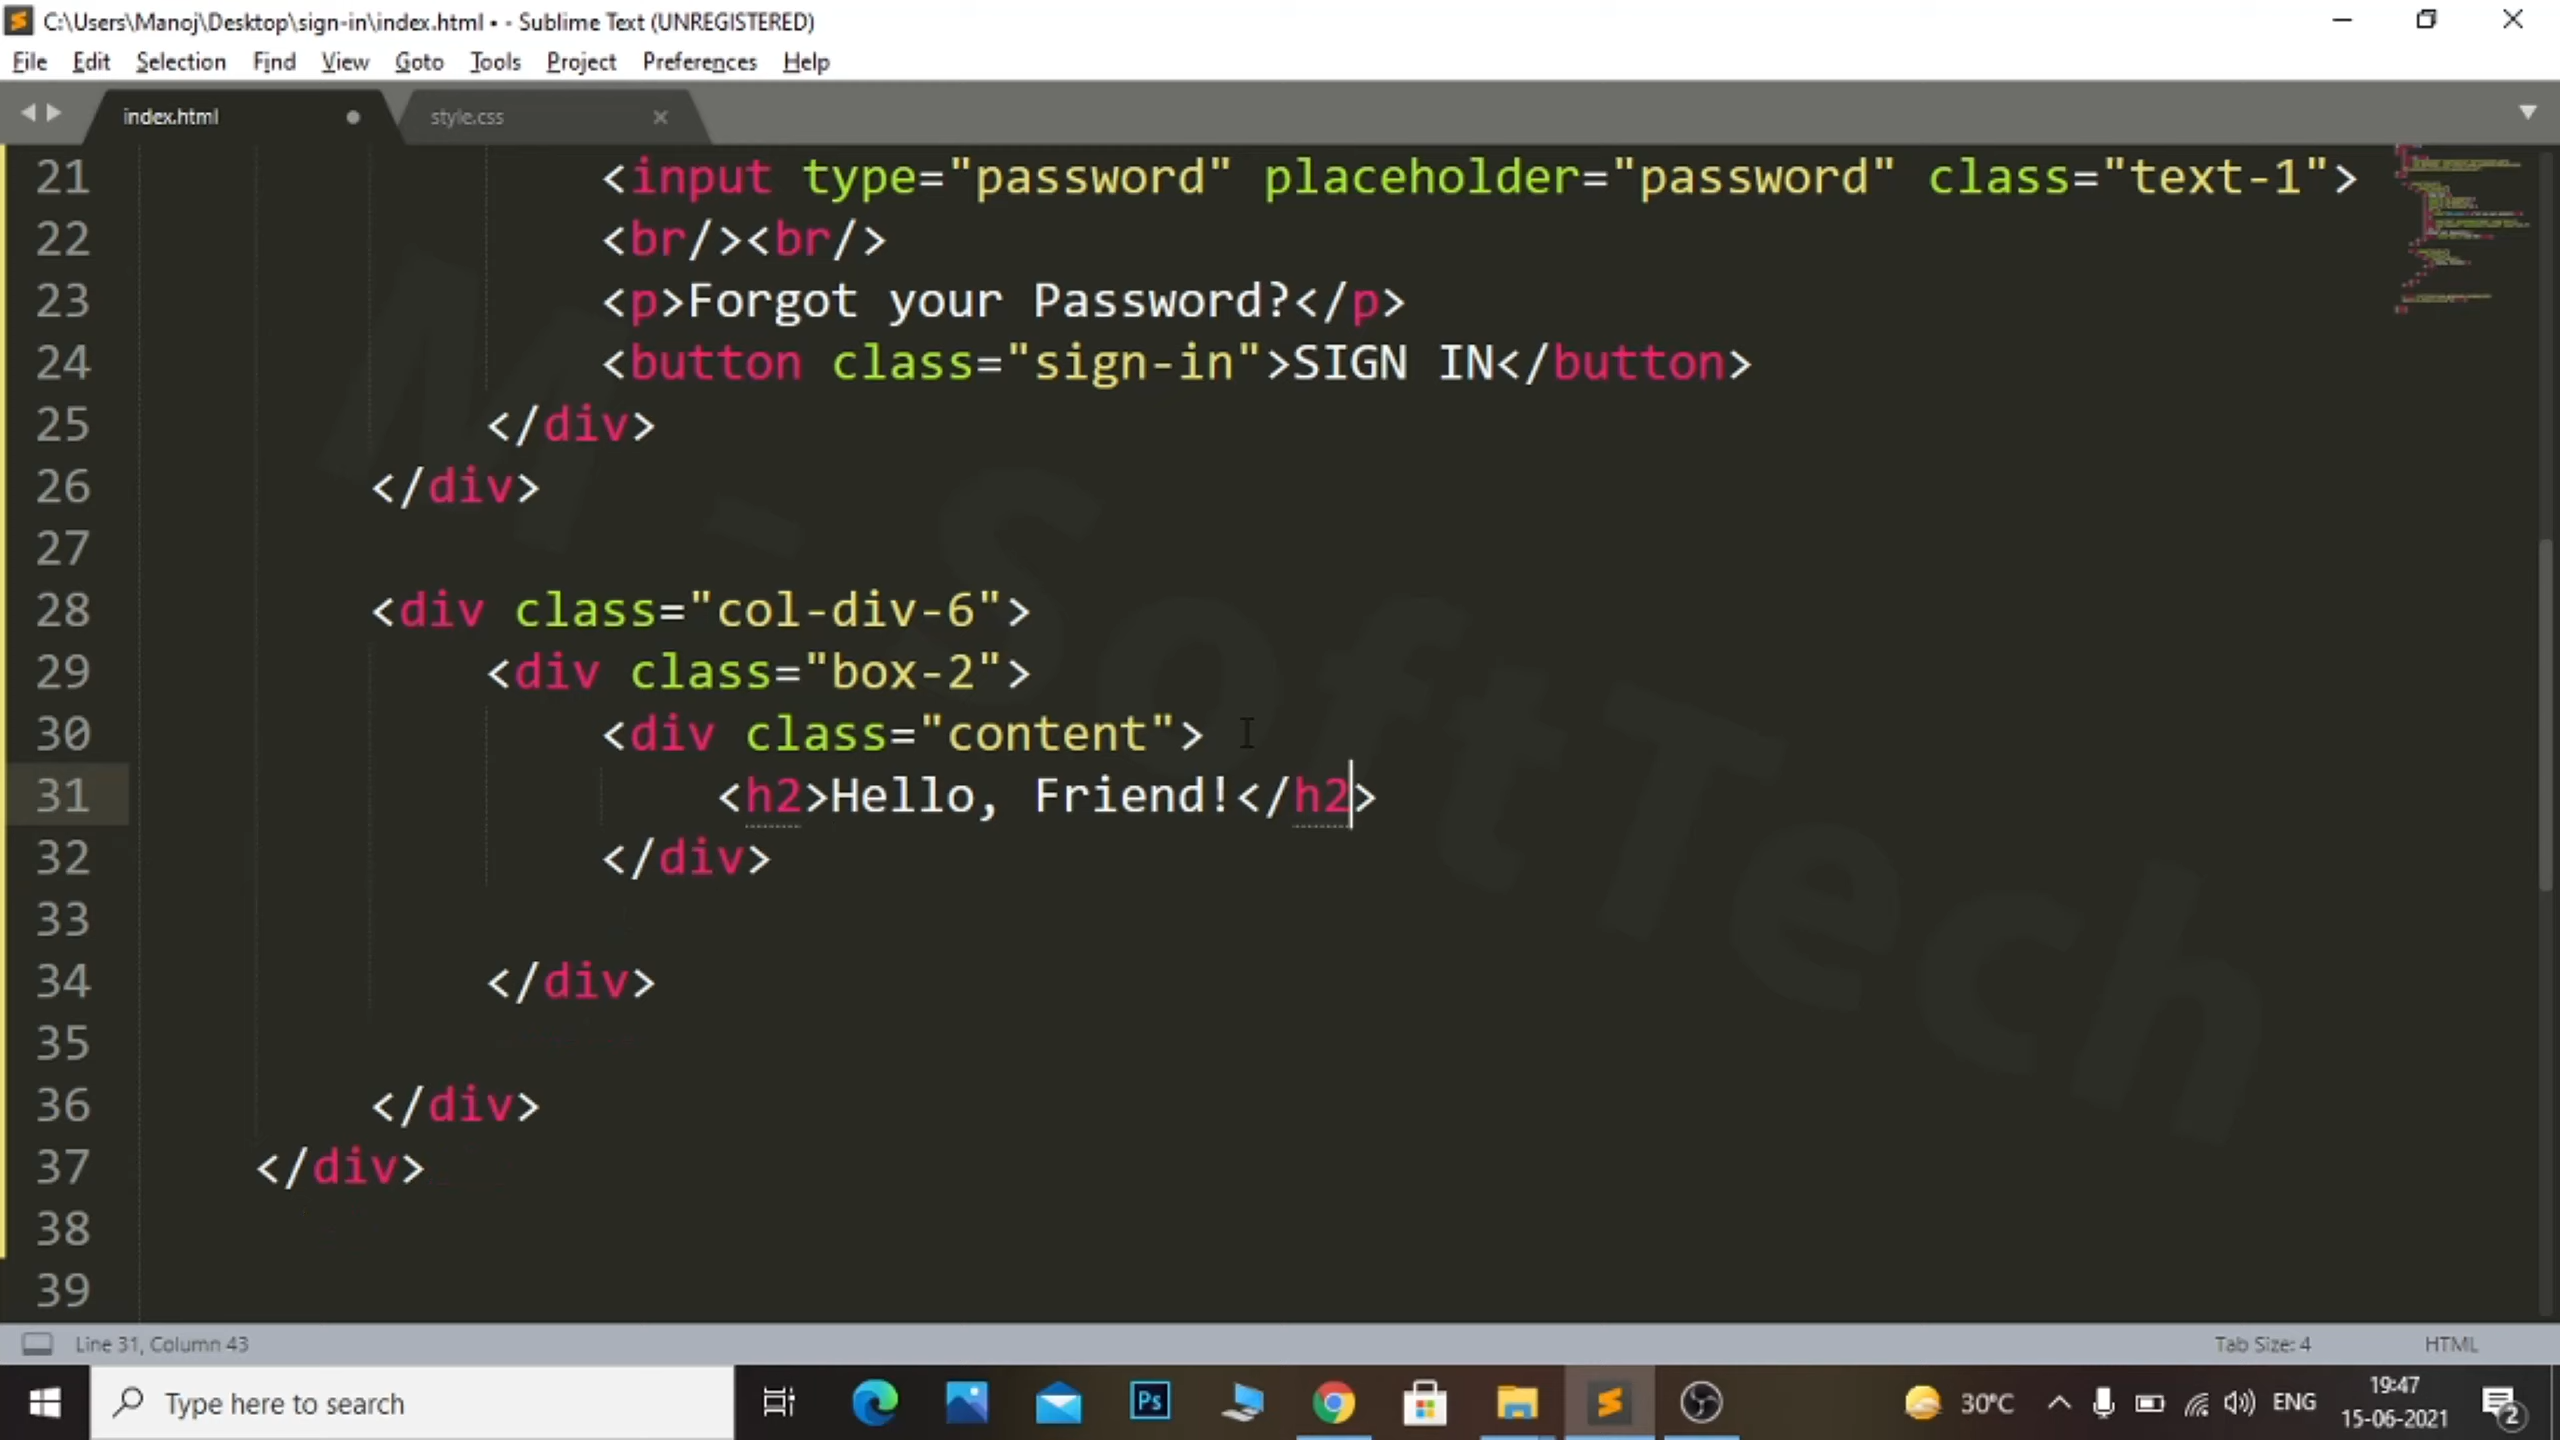 C:\Users\Manoj\Desktop\sign-in\index.html • - Sublime Text (UNREGISTERED)
File Edit Selection Find View Goto Tools Project Preferences Help
index.html style.css
21 <input type="password" placeholder="password" class="text-1">
22 <br/><br/>
23 <p>Forgot your Password?</p>
24 <button class="sign-in">SIGN IN</button>
25 </div>
26 </div>
27
28 <div class="col-div-6">
29 <div class="box-2">
30 <div class="content">
31 <h2>Hello, Friend!</h2>
32 </div>
33
34 </div>
35
36 </div>
37 </div>
38
39
M - SoftTech
Line 31, Column 43 Tab Size: 4 HTML
Type here to search Ps 30°C ENG 19:47
15-06-2021 2